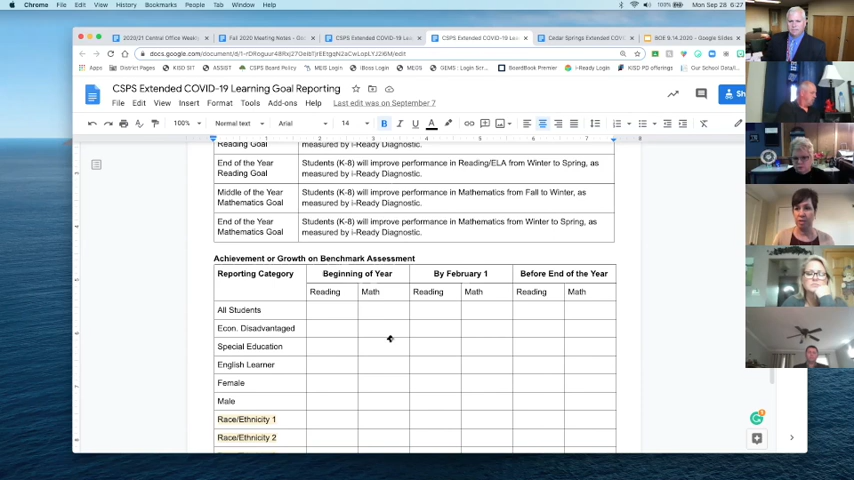 Chrome File Edit View History Bookmarks People Tab Window Help 100% Mon Sep 28 6:27
2020/21 Central Office Weekl
Fall 2020 Meeting Notes - Goo
CSPS Extended COVID-19 Lear
CSPS Extended COVID-19 Lear
Cedar Springs Extended COVI
BOE 9.14.2020 - Google Slides
Apps District Pages KISD SIT ASSIST CSPS Board Policy MEIS Login iBoss Login MEGS GEMS : Login Scr BoardBook Premier i-Ready Login KISD PD offerings Our School Data/I
CSPS Extended COVID-19 Learning Goal Reporting
Sh
File Edit View Insert Format Tools Add-ons Help Last edit was on September 7
100% Normal text Arial 14 B I U A
Reading Goal measured by i-Ready Diagnostic.
End of the Year Students (K-8) will improve performance in Reading/ELA from Winter to Spring, as
Reading Goal measured by i-Ready Diagnostic.
Middle of the Year Students (K-8) will improve performance in Mathematics from Fall to Winter, as
Mathematics Goal measured by i-Ready Diagnostic.
End of the Year Students (K-8) will improve performance in Mathematics from Winter to Spring, as
Mathematics Goal measured by i-Ready Diagnostic.
Achievement or Growth on Benchmark Assessment
Reporting Category Beginning of Year By February 1 Before End of the Year
Reading Math Reading Math Reading Math
All Students
Econ. Disadvantaged
Special Education
English Learner
Female
Male
Race/Ethnicity 1
Race/Ethnicity 2